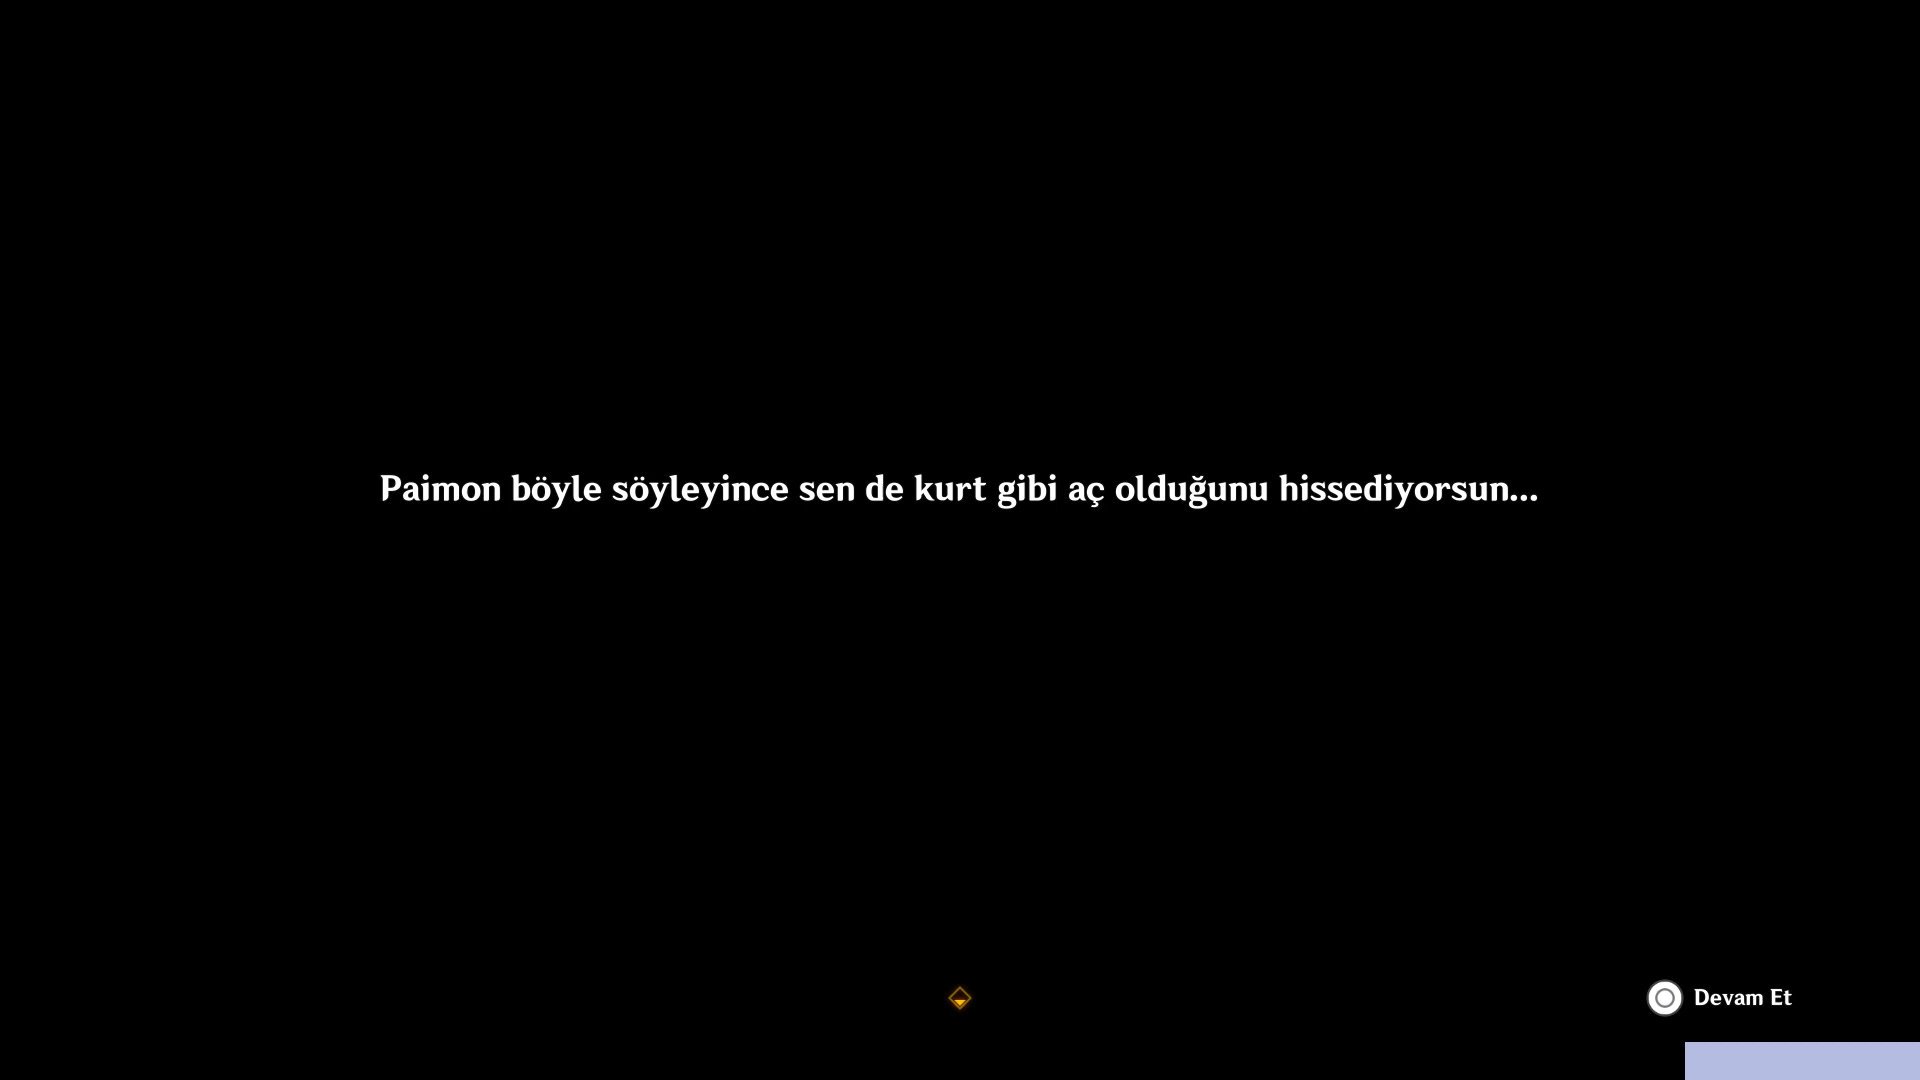 Paimon böyle söyleyince sen de kurt gibi aç olduğunu hissediyorsun...
Devam Et